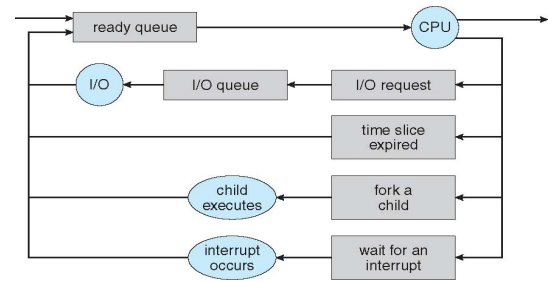 ready queue
CPU
I/O
I/O queue
I/O request
time slice
expired
child
executes
fork a
child
interrupt
occurs
wait for an
interrupt